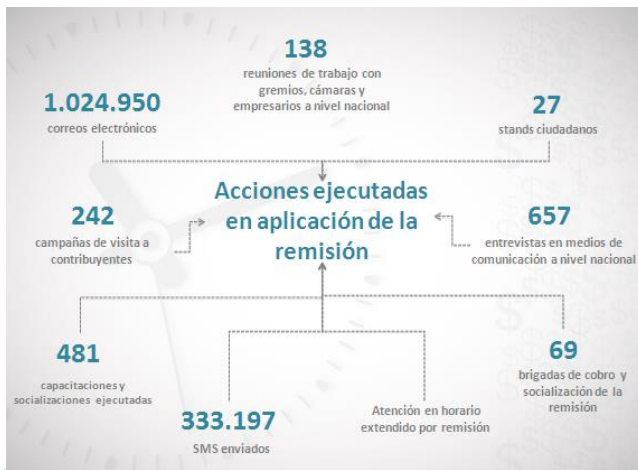 138
reuniones de trabajo con
gremios, cámaras y
empresarios a nivel nacional
1.024.950
correos electrónicos
27
stands ciudadanos
Acciones ejecutadas
en aplicación de la
remisión
242
campañas de visita a
contribuyentes
657
entrevistas en medios de
comunicación a nivel nacional
481
capacitaciones y
socializaciones ejecutadas
333.197
SMS enviados
Atención en horario
extendido por remisión
69
brigadas de cobro y
socialización de la
remisión